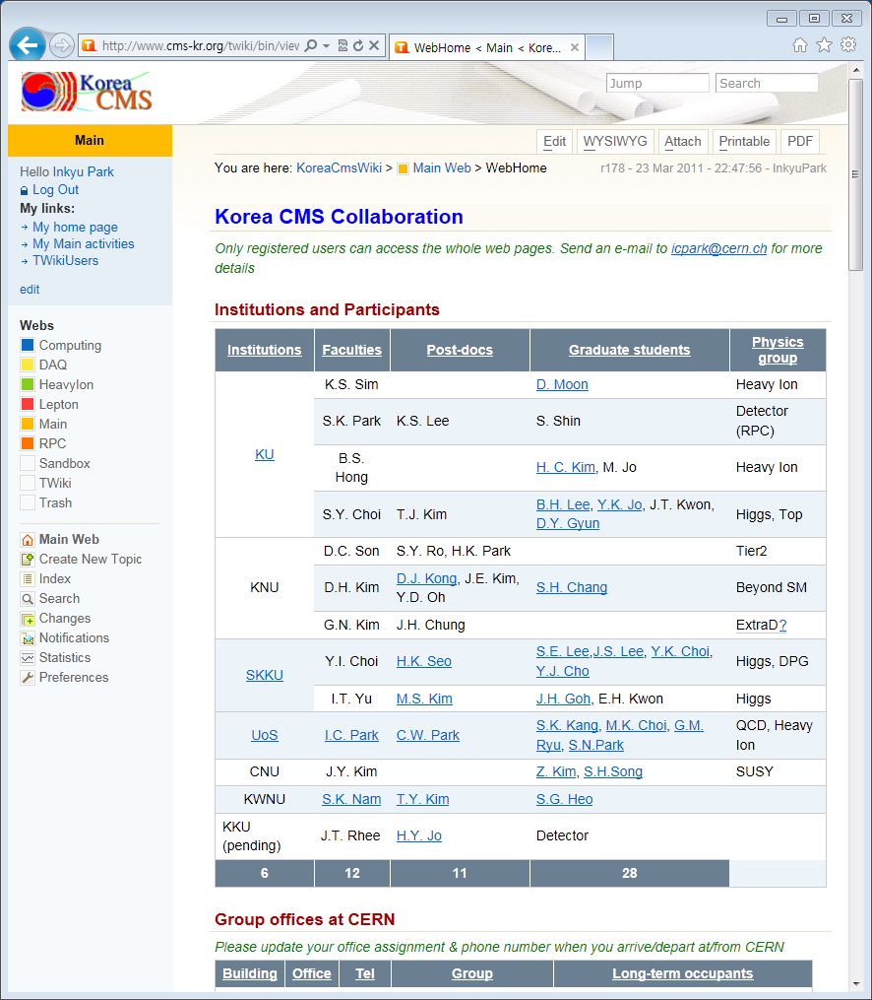 http://www.cms-kr.org/twiki/bin/viev
WebHome < Main < Kore...
Korea CMS
Jump
Search
Main
Edit
WYSIWYG
Attach
Printable
PDF
Hello Inkyu Park
Log Out
My links:
My home page
My Main activities
TWikiUsers
edit
You are here: KoreaCmsWiki > Main Web > WebHome
r178 - 23 Mar 2011 - 22:47:56 - InkyuPark
Webs
Computing
DAQ
HeavyIon
Lepton
Main
RPC
Sandbox
TWiki
Trash
Main Web
Create New Topic
Index
Search
Changes
Notifications
Statistics
Preferences
Korea CMS Collaboration
Only registered users can access the whole web pages. Send an e-mail to icpark@cern.ch for more
details
Institutions and Participants
Institutions Faculties Post-docs Graduate students Physics group
KU K.S. Sim D. Moon Heavy Ion
S.K. Park K.S. Lee S. Shin Detector (RPC)
B.S. Hong H. C. Kim, M. Jo Heavy Ion
S.Y. Choi T.J. Kim B.H. Lee, Y.K. Jo, J.T. Kwon, D.Y. Gyun Higgs, Top
KNU D.C. Son S.Y. Ro, H.K. Park Tier2
D.H. Kim D.J. Kong, J.E. Kim, Y.D. Oh S.H. Chang Beyond SM
G.N. Kim J.H. Chung ExtraD?
SKKU Y.I. Choi H.K. Seo S.E. Lee,J.S. Lee, Y.K. Choi, Y.J. Cho Higgs, DPG
I.T. Yu M.S. Kim J.H. Goh, E.H. Kwon Higgs
UoS I.C. Park C.W. Park S.K. Kang, M.K. Choi, G.M. Ryu, S.N.Park QCD, Heavy Ion
CNU J.Y. Kim Z. Kim, S.H.Song SUSY
KWNU S.K. Nam T.Y. Kim S.G. Heo
KKU (pending) J.T. Rhee H.Y. Jo Detector
6 12 11 28
Group offices at CERN
Please update your office assignment & phone number when you arrive/depart at/from CERN
Building Office Tel Group Long-term occupants